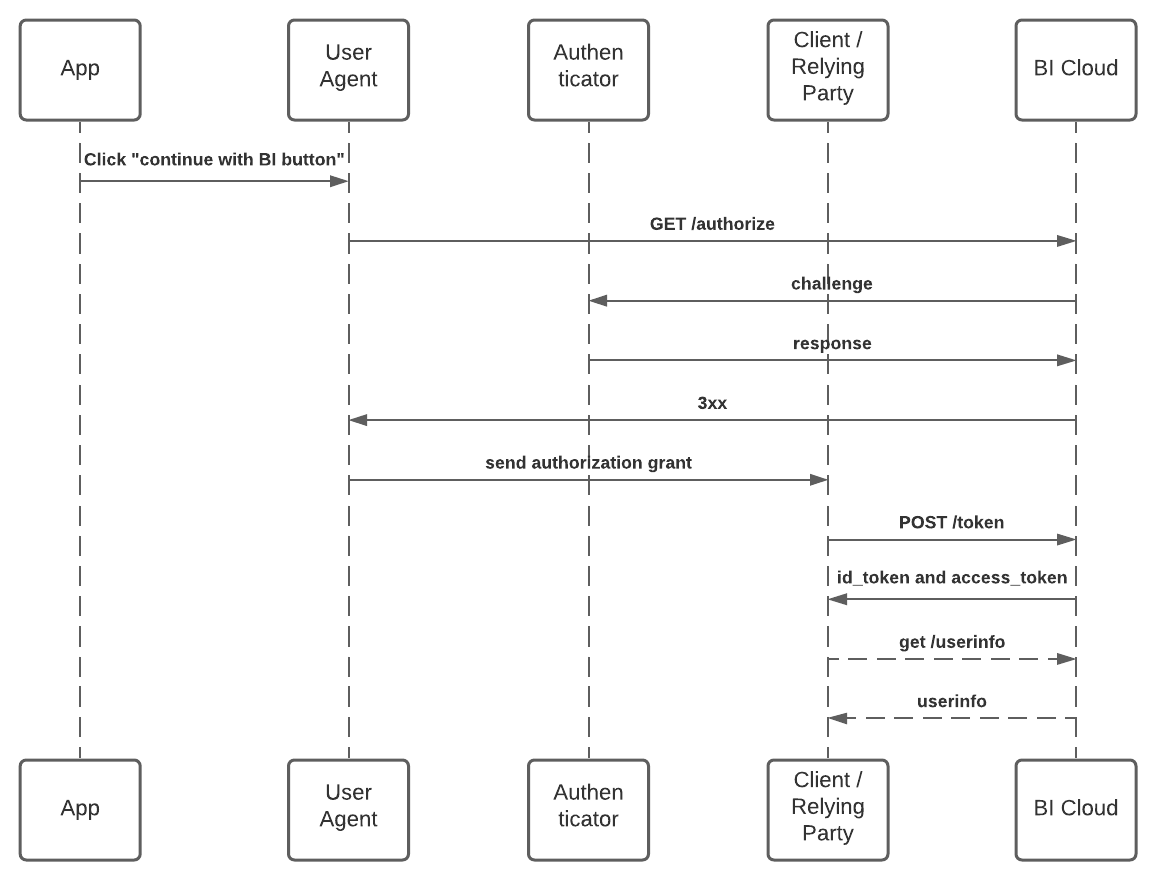 App
User
Agent
Authen
ticator
Client /
Relying
Party
BI Cloud
Click "continue with BI button"
GET /authorize
challenge
response
3xx
send authorization grant
POST /token
id_token and access_token
get /userinfo
userinfo
App
User
Agent
Authen
ticator
Client /
Relying
Party
BI Cloud